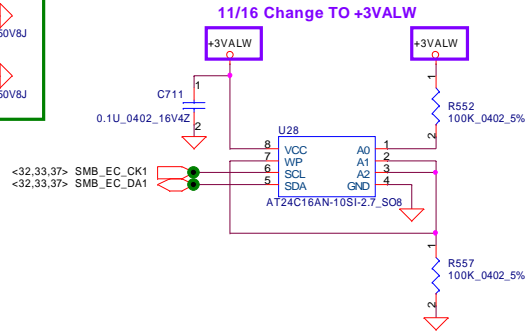 11/16 Change TO +3VALW
50V8J
50V8J
+3VALW
+3VALW
C711
1
2
0.1U_0402_16V4Z
1
2
R552
100K_0402_5%
U28
8 VCC A0 1
7 WP A1 2
6 SCL A2 3
5 SDA GND 4
AT24C16AN-10SI-2.7_SO8
<32,33,37> SMB_EC_CK1
<32,33,37> SMB_EC_DA1
1
2
R557
100K_0402_5%